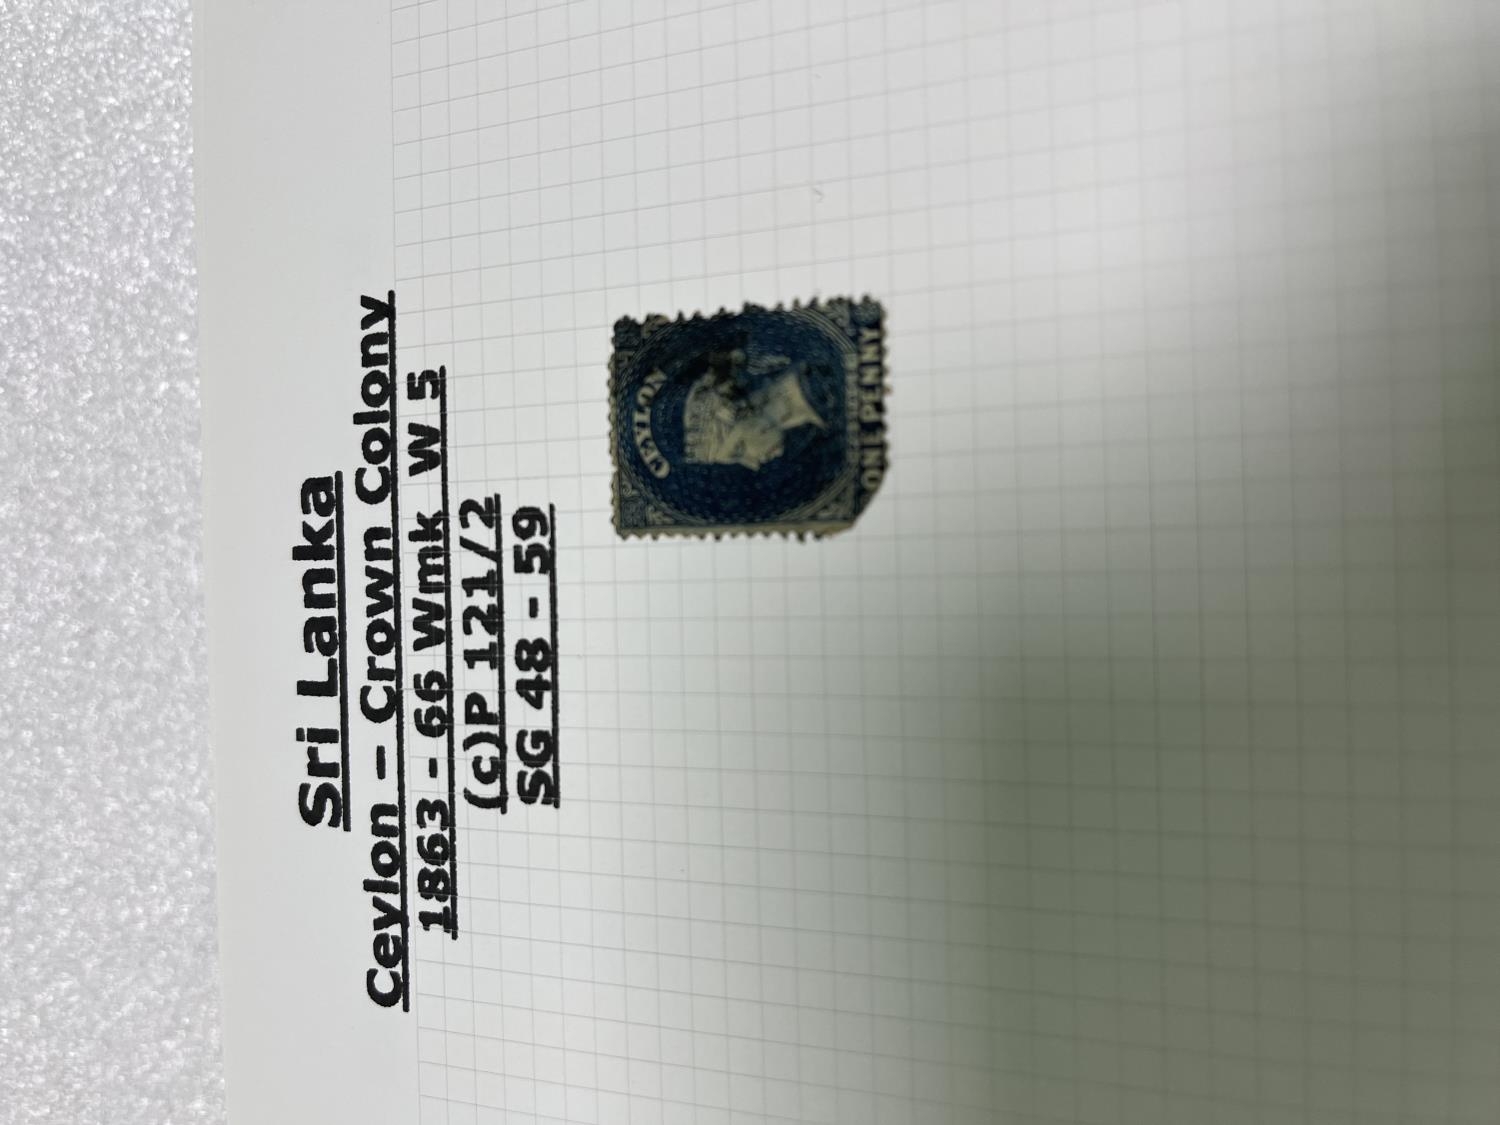 Sri Lanka
Ceylon – Crown Colony
1863 - 66 Wmk W 5
(c)P 121/2
SG 48 - 59
CEYLON
ONE PENNY